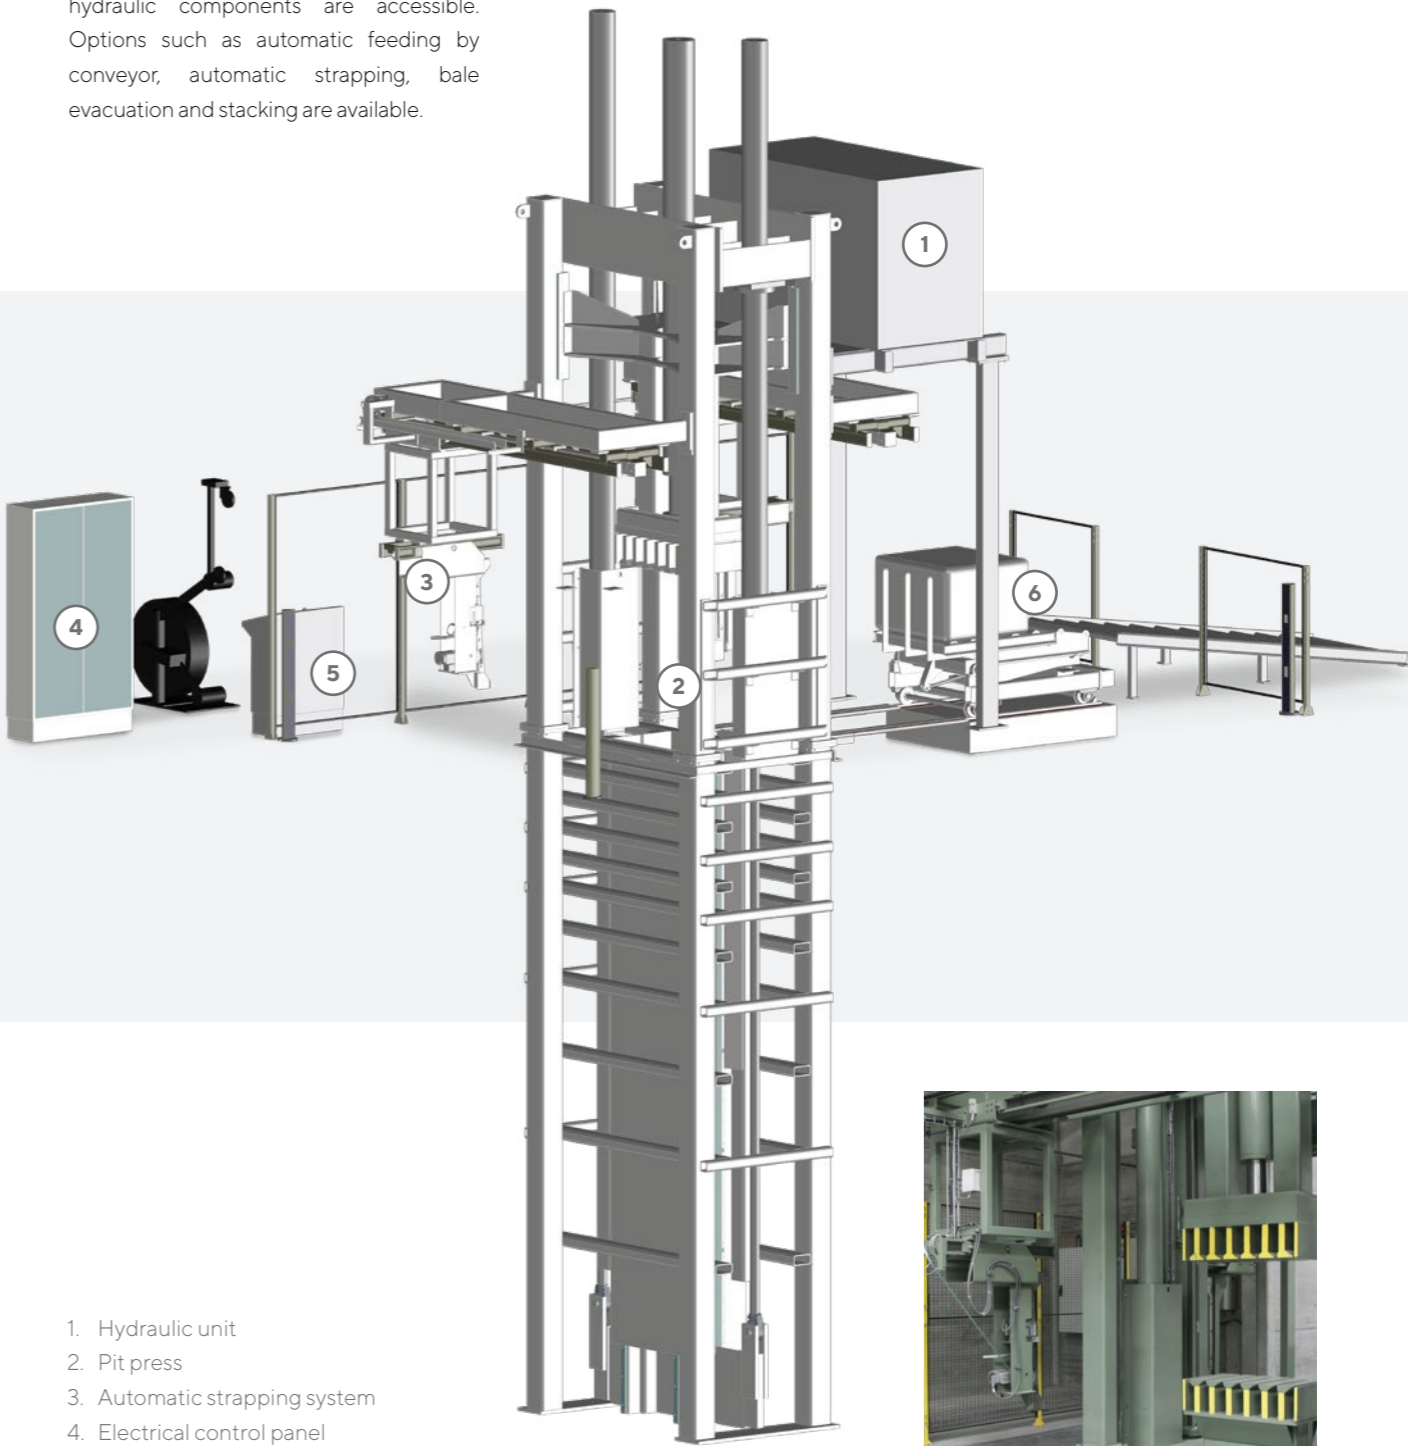 hydraulic components are accessible.
Options such as automatic feeding by
conveyor, automatic strapping, bale
evacuation and stacking are available.
1
3
6
4
5
2
1. Hydraulic unit
2. Pit press
3. Automatic strapping system
4. Electrical control panel